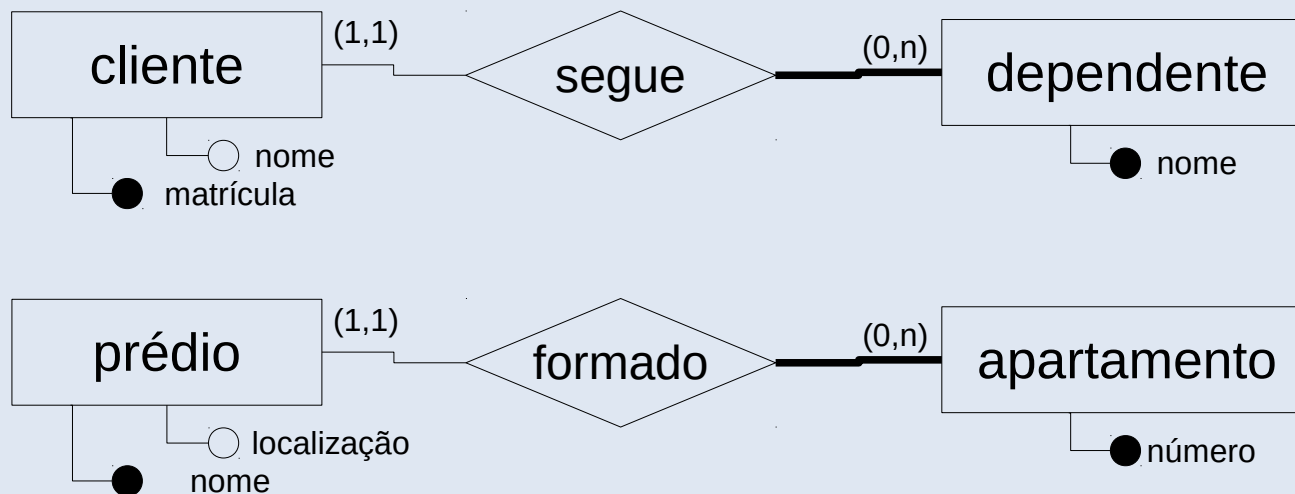 cliente
(1,1)
segue
(0,n)
dependente
nome
matrícula
nome
prédio
(1,1)
formado
(0,n)
apartamento
localização
nome
número